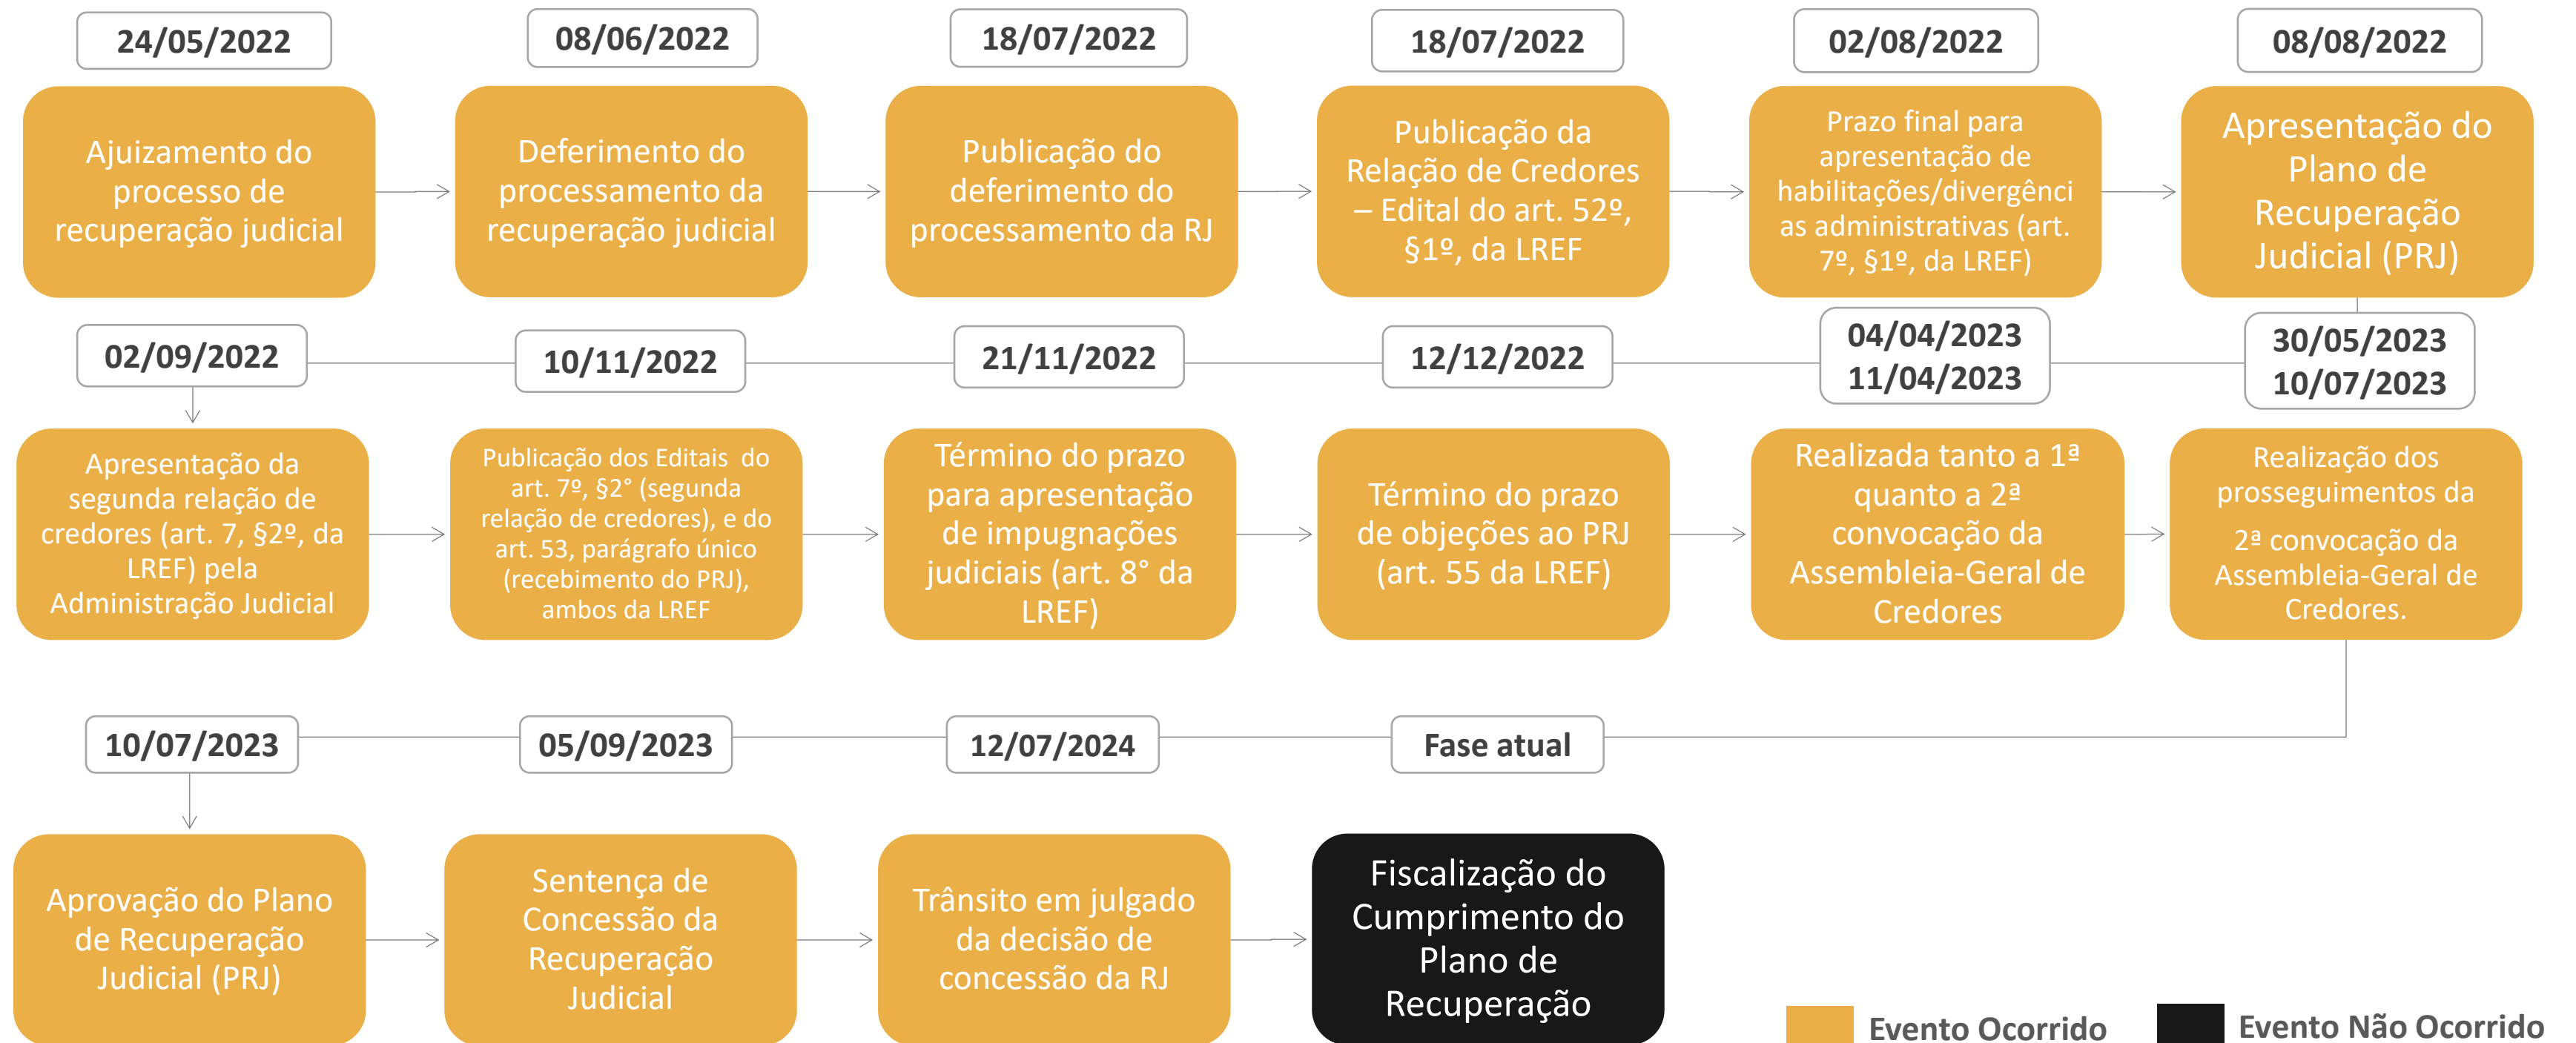 24/05/2022
08/06/2022
18/07/2022
18/07/2022
02/08/2022
08/08/2022
Ajuizamento do
processo de
recuperação judicial
Deferimento do
processamento da
recuperação judicial
Publicação do
deferimento do
processamento da RJ
Publicação da
Relação de Credores
– Edital do art. 52º,
§1º, da LREF
Prazo final para
apresentação de
habilitações/divergênci
as administrativas (art.
7º, §1º, da LREF)
Apresentação do
Plano de
Recuperação
Judicial (PRJ)
02/09/2022
10/11/2022
21/11/2022
12/12/2022
04/04/2023
11/04/2023
30/05/2023
10/07/2023
Apresentação da
segunda relação de
credores (art. 7, §2º, da
LREF) pela
Administração Judicial
Publicação dos Editais do
art. 7º, §2° (segunda
relação de credores), e do
art. 53, parágrafo único
(recebimento do PRJ),
ambos da LREF
Término do prazo
para apresentação
de impugnações
judiciais (art. 8° da
LREF)
Término do prazo
de objeções ao PRJ
(art. 55 da LREF)
Realizada tanto a 1ª
quanto a 2ª
convocação da
Assembleia-Geral de
Credores
Realização dos
prosseguimentos da
2ª convocação da
Assembleia-Geral de
Credores.
10/07/2023
05/09/2023
12/07/2024
Fase atual
Aprovação do Plano
de Recuperação
Judicial (PRJ)
Sentença de
Concessão da
Recuperação
Judicial
Trânsito em julgado
da decisão de
concessão da RJ
Fiscalização do
Cumprimento do
Plano de
Recuperação
Evento Ocorrido
Evento Não Ocorrido